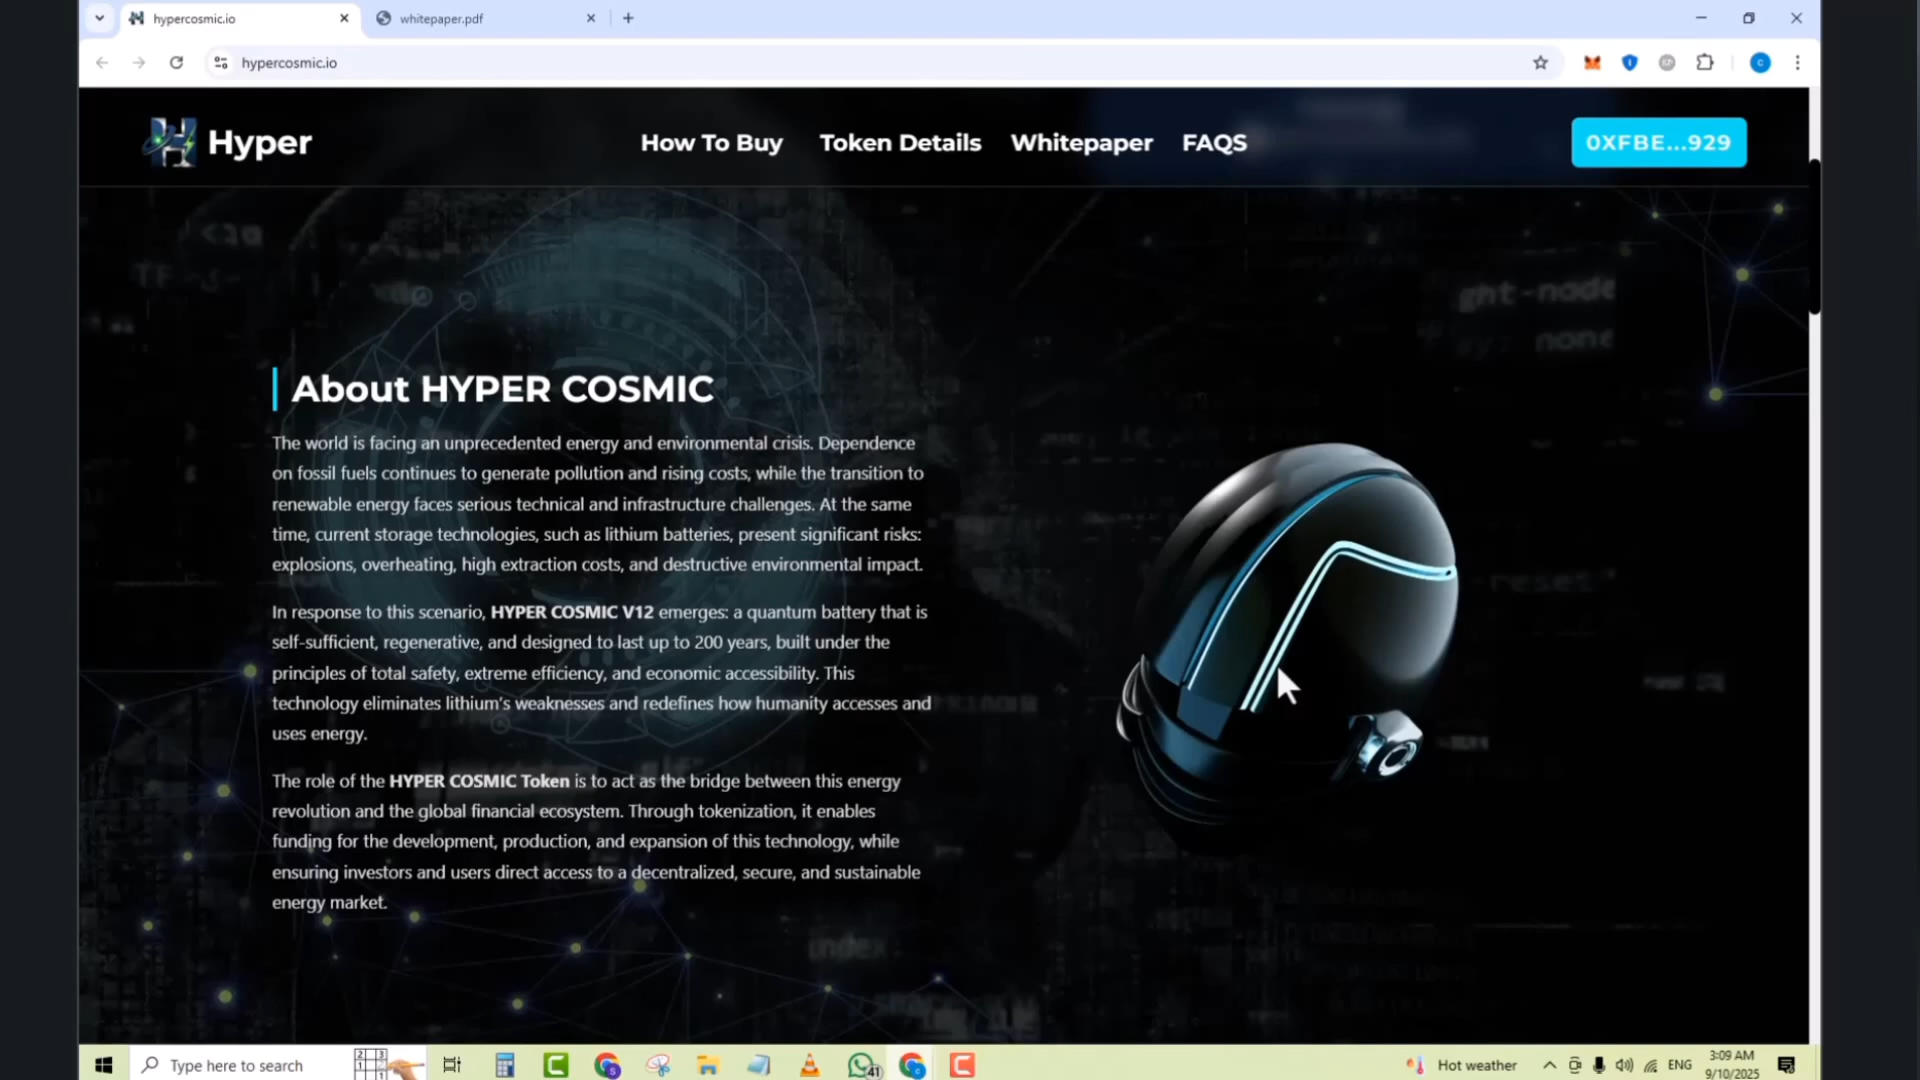 hypercosmic.io
whitepaper.pdf
hypercosmic.io
Hyper
How To Buy
Token Details
Whitepaper
FAQS
0XFBE...929
ght-node
none
About HYPER COSMIC
The world is facing an unprecedented energy and environmental crisis. Dependence
on fossil fuels continues to generate pollution and rising costs, while the transition to
renewable energy faces serious technical and infrastructure challenges. At the same
time, current storage technologies, such as lithium batteries, present significant risks:
explosions, overheating, high extraction costs, and destructive environmental impact.
In response to this scenario, HYPER COSMIC V12 emerges: a quantum battery that is
self-sufficient, regenerative, and designed to last up to 200 years, built under the
principles of total safety, extreme efficiency, and economic accessibility. This
technology eliminates lithium's weaknesses and redefines how humanity accesses and
uses energy.
The role of the HYPER COSMIC Token is to act as the bridge between this energy
revolution and the global financial ecosystem. Through tokenization, it enables
funding for the development, production, and expansion of this technology, while
ensuring investors and users direct access to a decentralized, secure, and sustainable
energy market.
index
Type here to search
41
Hot weather
ENG
3:09 AM
9/10/2025